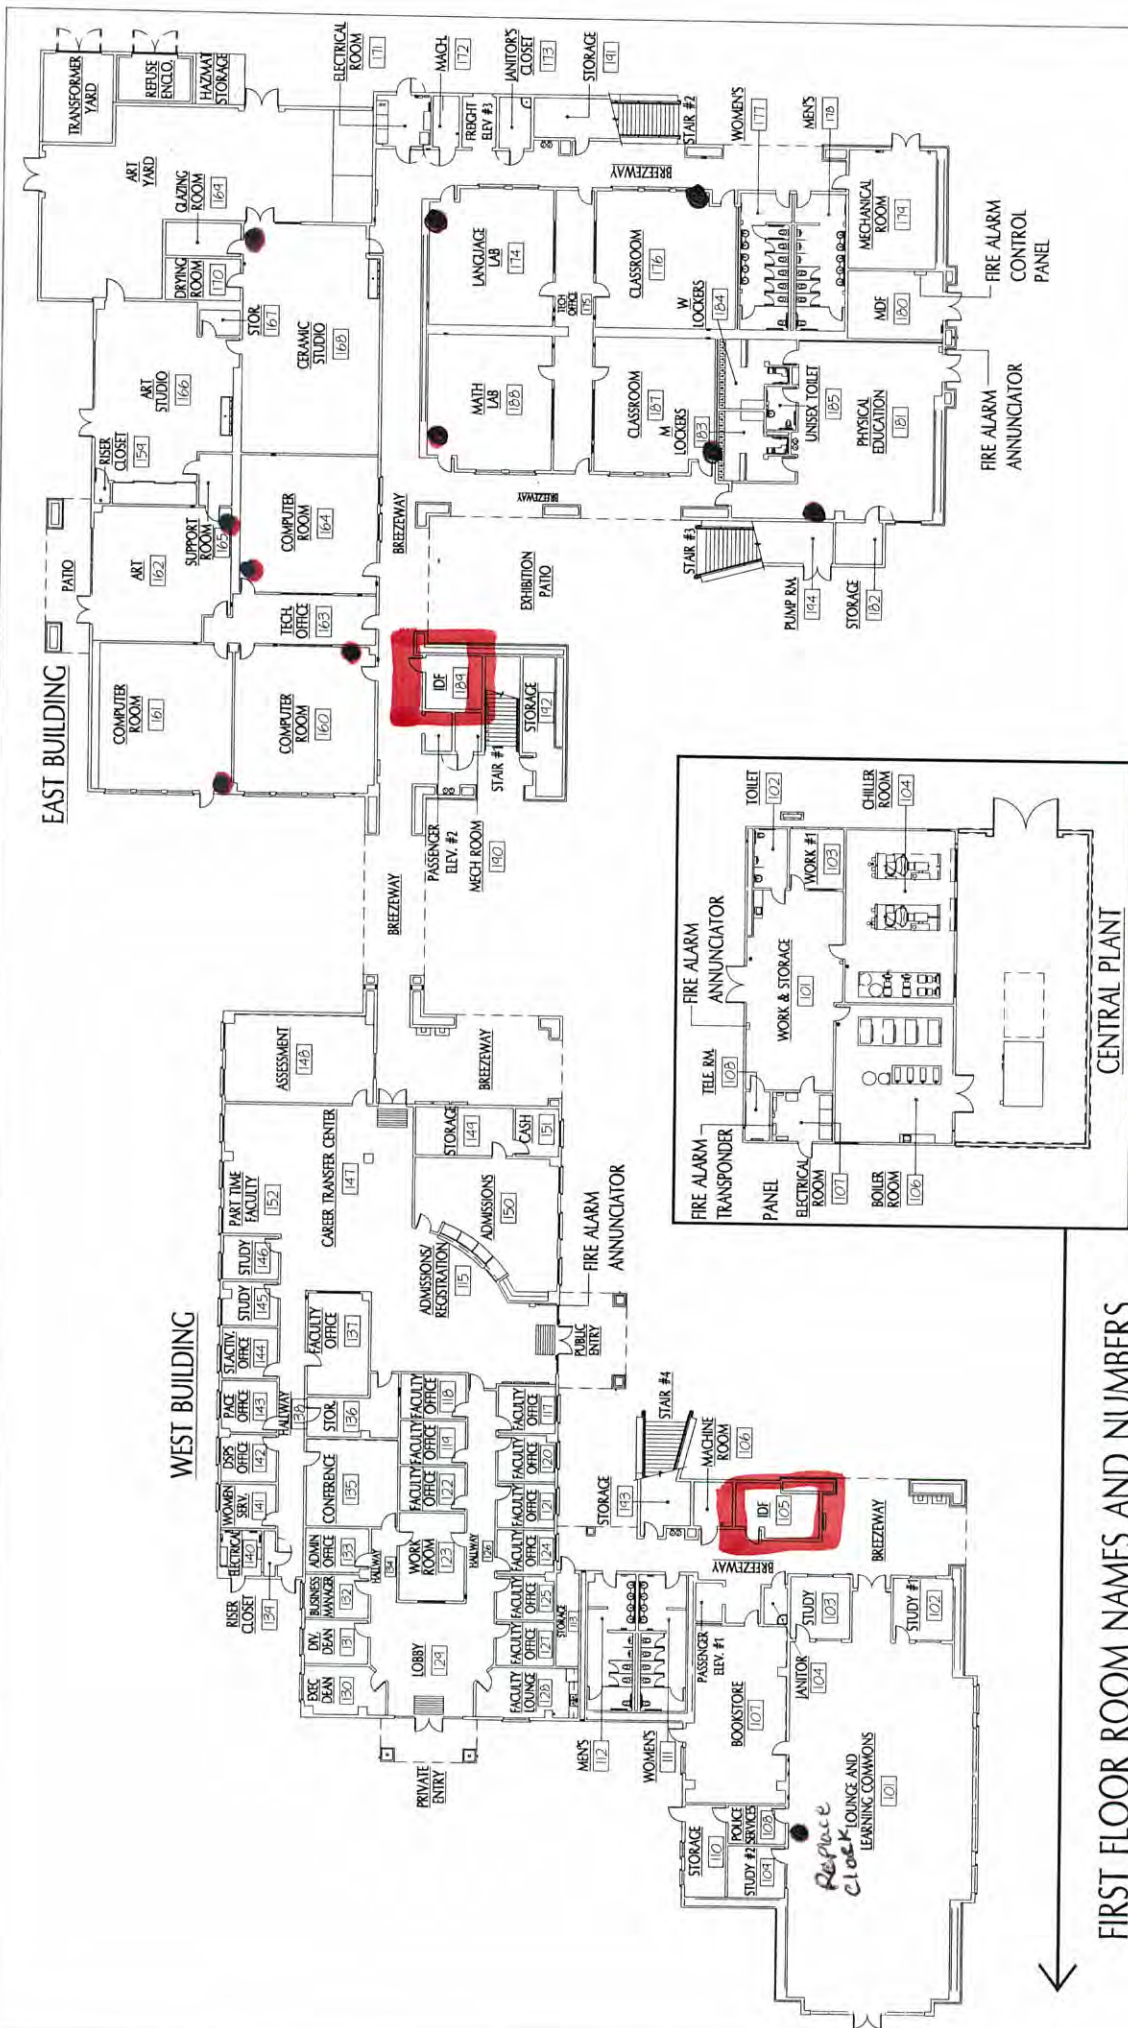 EAST BUILDING
TRANSFORMER
YARD
REFUSE
ENCLO.
HAZMAT
STORAGE
ART
YARD
GLAZING
ROOM
169
DRYING
ROOM
170
STOR.
167
ART
STUDIO
166
CERAMIC
STUDIO
168
RISER
CLOSET
159
PATIO
ART
162
SUPPORT
ROOM
165
COMPUTER
ROOM
164
TECH.
OFFICE
163
COMPUTER
ROOM
161
COMPUTER
ROOM
160
BREEZEWAY
ELECTRICAL
ROOM
171
MACH.
172
FREIGHT
ELEV #3
JANITOR'S
CLOSET
173
STORAGE
191
STAIR #2
BREEZEWAY
WOMEN'S
177
MEN'S
178
LANGUAGE
LAB
174
TECH
OFFICE
175
CLASSROOM
176
MATH
LAB
188
CLASSROOM
187
W
LOCKERS
184
M
LOCKERS
183
UNISEX TOILET
185
PHYSICAL
EDUCATION
181
MECHANICAL
ROOM
179
MDF
180
FIRE ALARM
CONTROL
PANEL
FIRE ALARM
ANNUNCIATOR
BREEZEWAY
EXHIBITION
PATIO
STAIR #3
PUMP RM.
194
STORAGE
182
IDF
189
STORAGE
192
STAIR #1
PASSENGER
ELEV. #2
MECH ROOM
190
BREEZEWAY
WEST BUILDING
ASSESSMENT
148
BREEZEWAY
CAREER TRANSFER CENTER
147
PART TIME
FACULTY
152
STORAGE
149
CASH
151
ADMISSIONS
150
ADMISSIONS/
REGISTRATION
115
FIRE ALARM
ANNUNCIATOR
PUBLIC
ENTRY
STUDY
146
STUDY
145
ST.ACTIV.
OFFICE
144
PACE
OFFICE
143
DSPS
OFFICE
142
WOMEN
SERV.
141
ELECTRICAL
140
RISER
CLOSET
139
HALLWAY
138
FACULTY
OFFICE
137
STOR.
136
CONFERENCE
135
ADMIN
OFFICE
133
HALLWAY
134
BUSINESS
MANAGER
132
DIV.
DEAN
131
EXEC
DEAN
130
FACULTY
OFFICE
118
FACULTY
OFFICE
119
FACULTY
OFFICE
122
WORK
ROOM
123
HALLWAY
126
LOBBY
129
FACULTY
OFFICE
117
FACULTY
OFFICE
120
FACULTY
OFFICE
121
FACULTY
OFFICE
124
FACULTY
OFFICE
125
FACULTY
OFFICE
127
FACULTY
LOUNGE
128
STORAGE
113
PRIVATE
ENTRY
MEN'S
112
WOMEN'S
111
STORAGE
193
STAIR #4
MACHINE
ROOM
106
IDF
105
BREEZEWAY
BREEZEWAY
PASSENGER
ELEV. #1
BOOKSTORE
107
JANITOR
104
STUDY
103
STUDY #1
102
STORAGE
110
POLICE
SERVICES
108
STUDY #2
109
LOUNGE AND
LEARNING COMMONS
101
Replace
Clock
FIRE ALARM
ANNUNCIATOR
TELE RM.
108
FIRE ALARM
TRANSPONDER
PANEL
ELECTRICAL
ROOM
107
BOILER
ROOM
106
WORK & STORAGE
101
TOILET
102
WORK #1
103
CHILLER
ROOM
104
CENTRAL PLANT
FIRST FLOOR ROOM NAMES AND NUMBERS